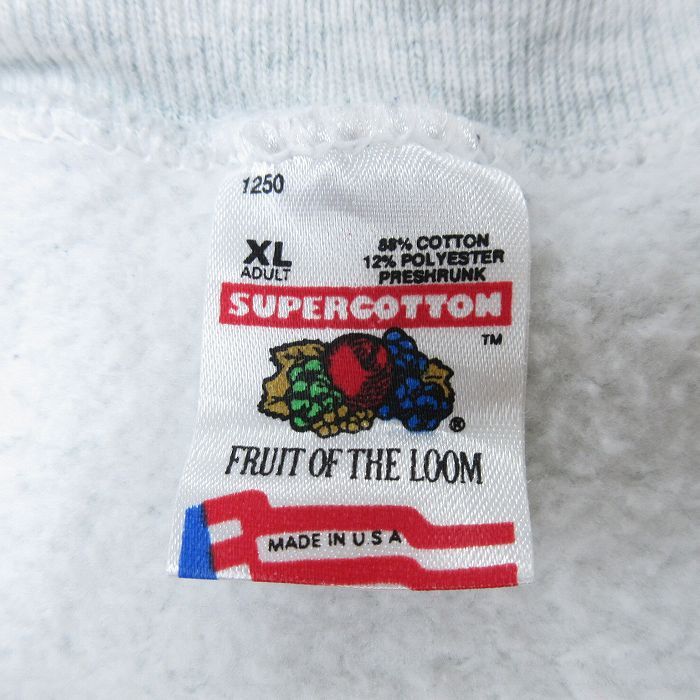 1250
XL
ADULT
88% COTTON
12% POLYESTER
PRESHRUNK
SUPERCOTTON
TM
®
FRUIT OF THE LOOM
MADE IN U S A